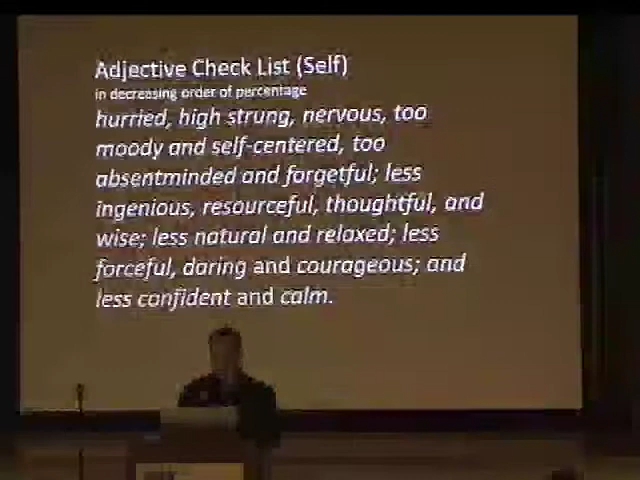 Adjective Check List (Self)
in decreasing order of percentage
hurried, high strung, nervous, too
moody and self-centered, too
absentminded and forgetful; less
ingenious, resourceful, thoughtful, and
wise; less natural and relaxed; less
forceful, daring and courageous; and
less confident and calm.